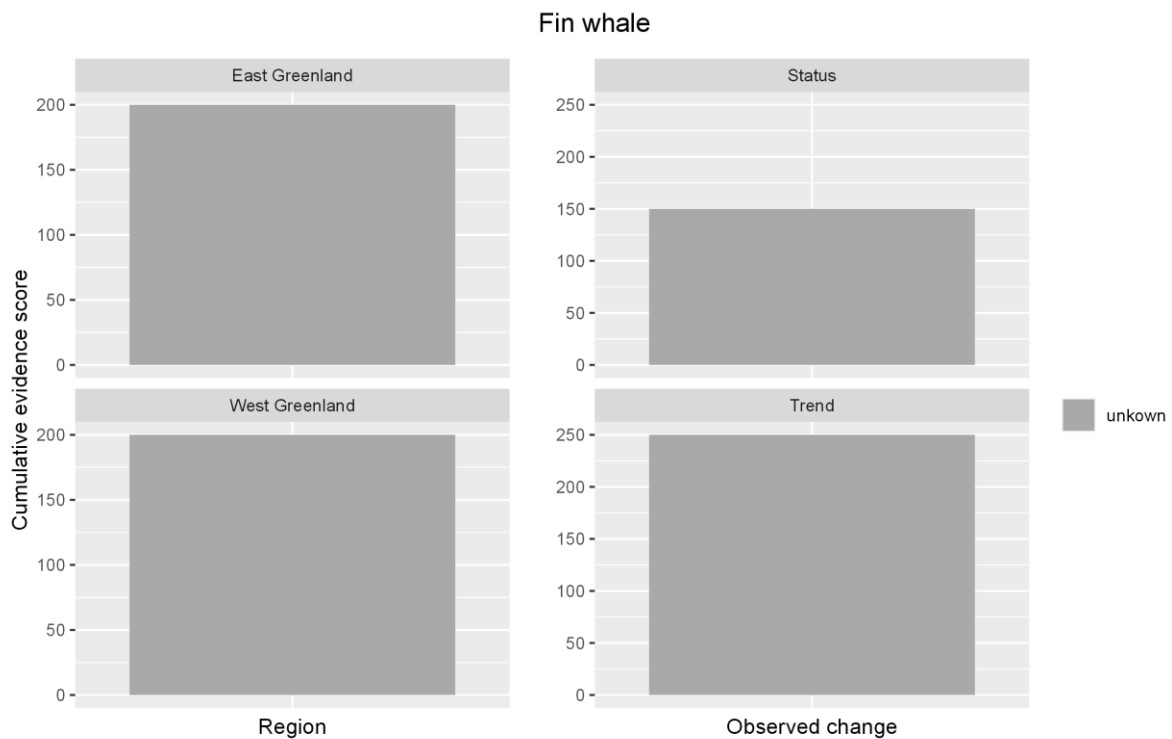 Fin whale
East Greenland
Status
200
150
100
50
0
250
200
150
100
50
0
Cumulative evidence score
West Greenland
Trend
200
150
100
50
0
250
200
150
100
50
0
unkown
Region
Observed change